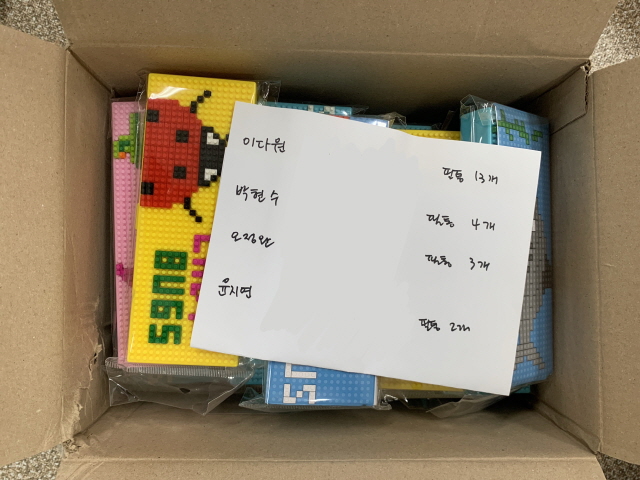 이다원 필통 13개
박현수 필통 4개
오정완 필통 3개
윤지연 필통 2개
BUGS